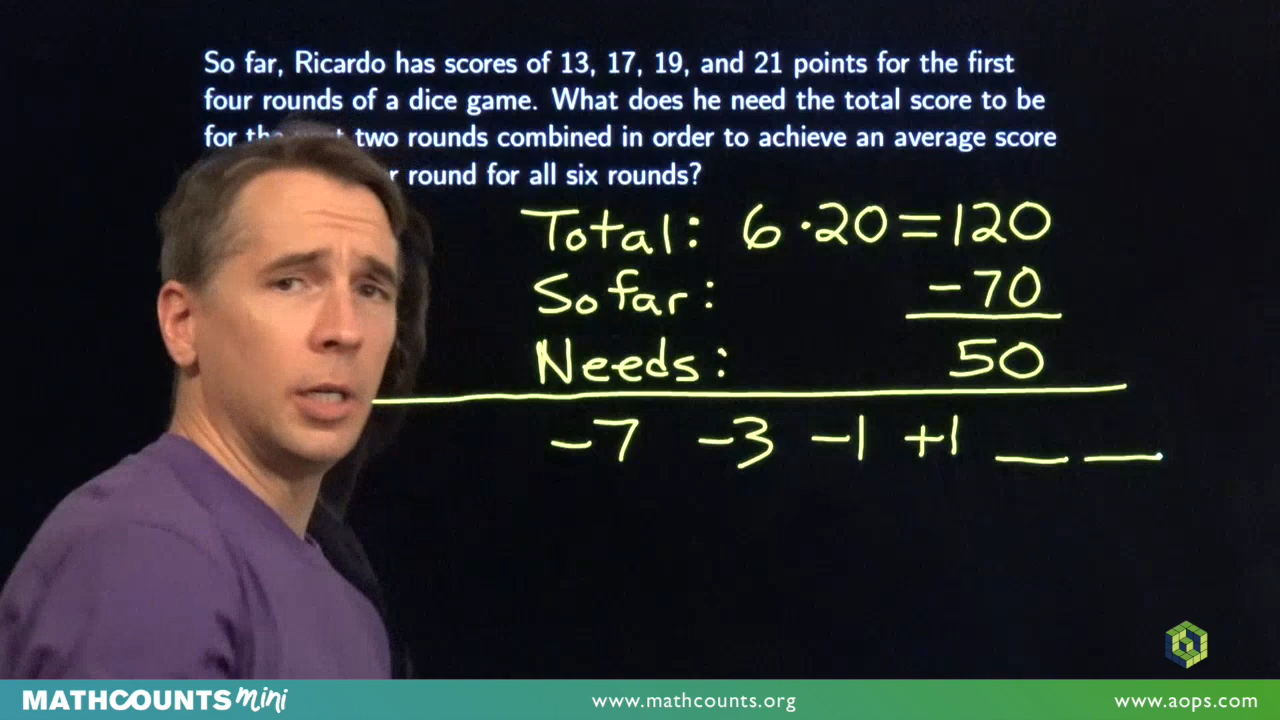 So far, Ricardo has scores of 13, 17, 19, and 21 points for the first
four rounds of a dice game. What does he need the total score to be
for two rounds combined in order to achieve an average score
round for all six rounds?
Total: 6 · 20 = 120
So far: - 70
Needs: 50
-7 -3 -1 +1 __ __
MATHCOUNTS mini www.mathcounts.org www.aops.com